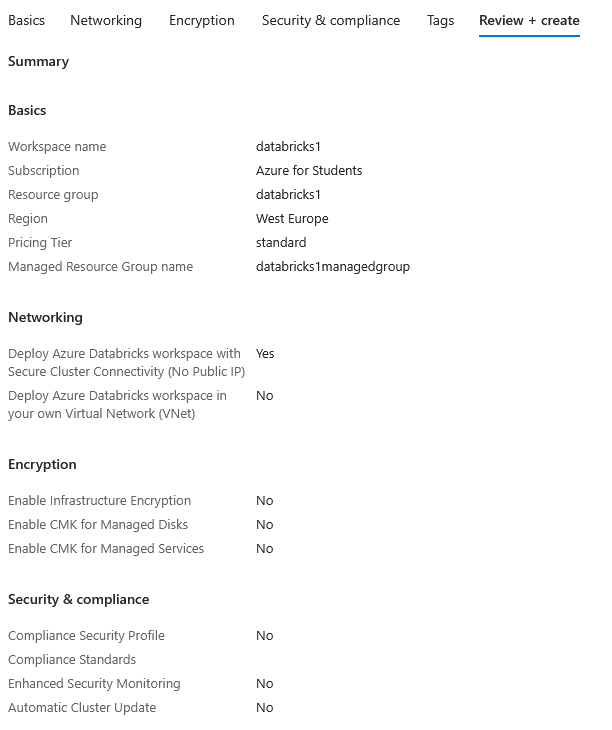 Basics Networking Encryption Security & compliance Tags Review + create
Summary
Basics
Workspace name databricks1
Subscription Azure for Students
Resource group databricks1
Region West Europe
Pricing Tier standard
Managed Resource Group name databricks1managedgroup
Networking
Deploy Azure Databricks workspace with Yes
Secure Cluster Connectivity (No Public IP)
Deploy Azure Databricks workspace in No
your own Virtual Network (VNet)
Encryption
Enable Infrastructure Encryption No
Enable CMK for Managed Disks No
Enable CMK for Managed Services No
Security & compliance
Compliance Security Profile No
Compliance Standards
Enhanced Security Monitoring No
Automatic Cluster Update No